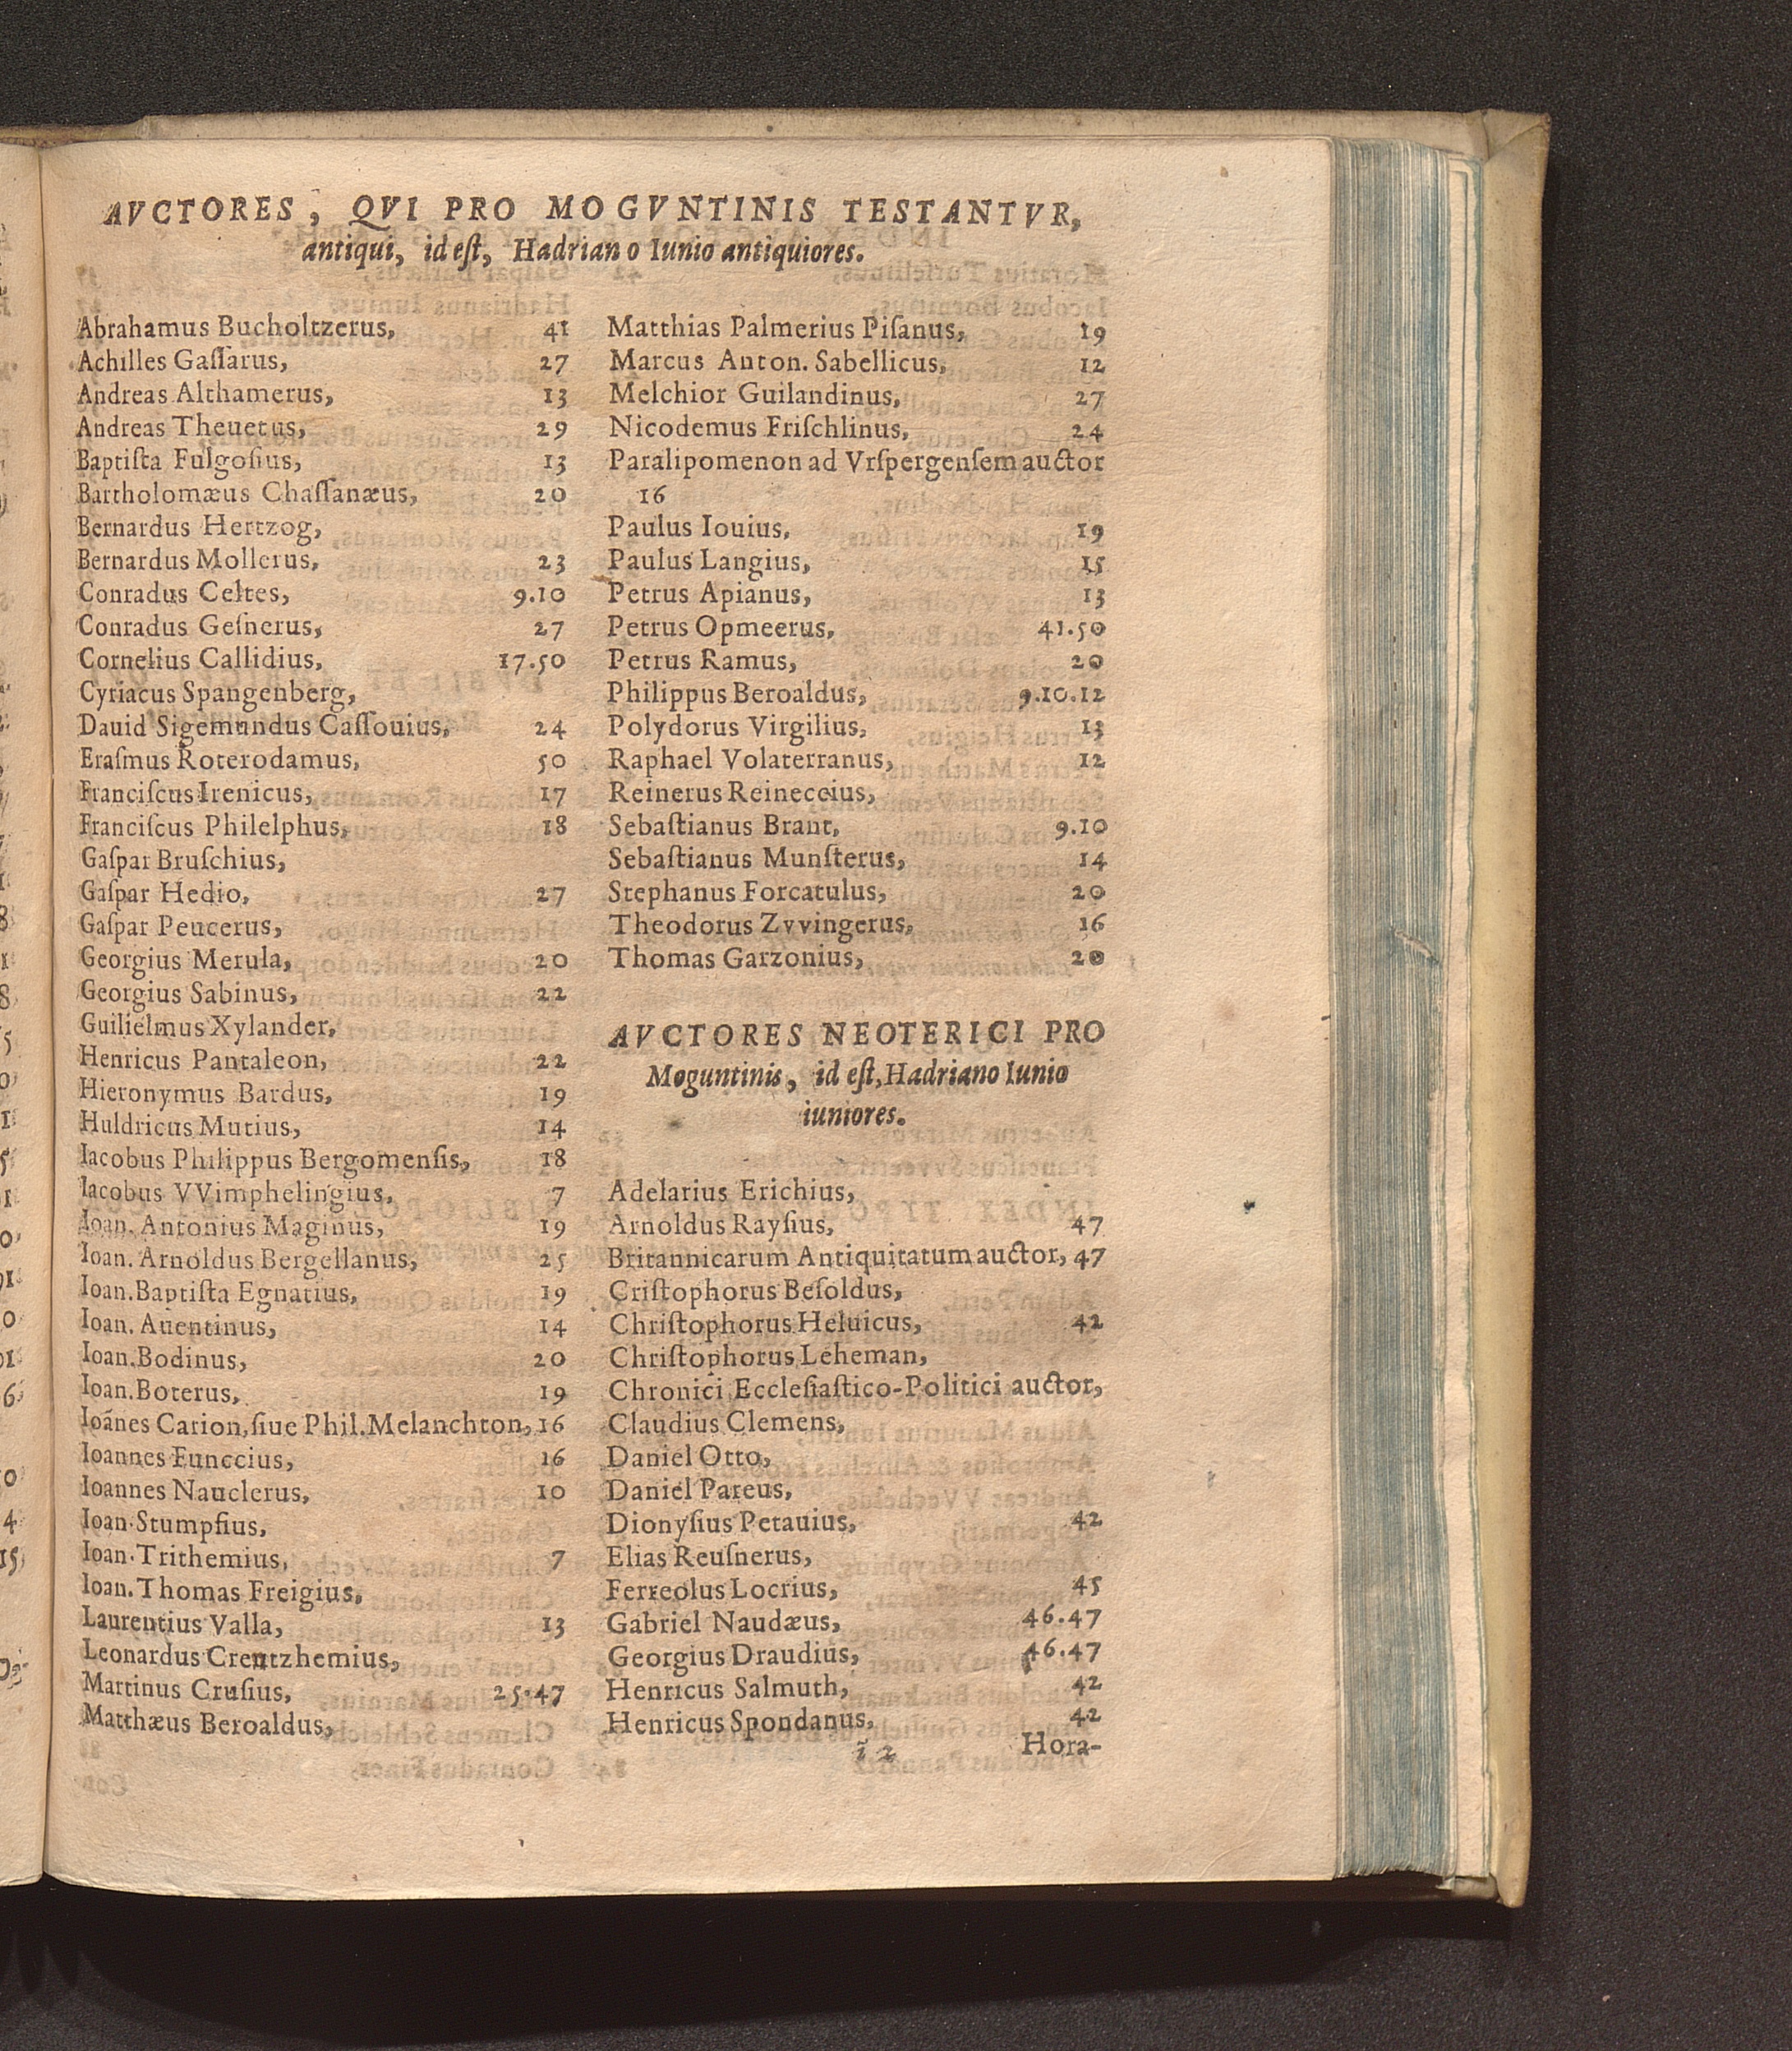 AVCTORES, QVI PRO MOGVNTINIS TESTANTVR,
antiqui, id eſt, Hadriano Iunio antiquiores.
Abrahamus Bucholtzerus, 41
Achilles Gaſſarus, 27
Andreas Althamerus, 13
Andreas Theuetus, 29
Baptiſta Fulgoſius, 13
Bartholomæus Chaſſanæus, 20
Bernardus Hertzog,
Bernardus Mollerus, 23
Conradus Celtes, 9.10
Conradus Geſnerus, 27
Cornelius Callidius, 17.50
Cyriacus Spangenberg,
Dauid Sigemundus Caſſouius, 24
Eraſmus Roterodamus, 50
Franciſcus Irenicus, 17
Franciſcus Philelphus, 18
Gaſpar Bruſchius,
Gaſpar Hedio, 27
Gaſpar Peucerus,
Georgius Merula, 20
Georgius Sabinus, 22
Guilielmus Xylander,
Henricus Pantaleon, 22
Hieronymus Bardus, 19
Huldricus Mutius, 14
Iacobus Philippus Bergomenſis, 18
Iacobus VVimphelingius, 7
Ioan. Antonius Maginus, 19
Ioan. Arnoldus Bergellanus, 25
Ioan. Baptiſta Egnatius, 19
Ioan. Auentinus, 14
Ioan. Bodinus, 20
Ioan. Boterus, 19
Ioãnes Carion, ſiue Phil. Melanchton, 16
Ioannes Funccius, 16
Ioannes Nauclerus, 10
Ioan. Stumpfius,
Ioan. Trithemius, 7
Ioan. Thomas Freigius,
Laurentius Valla, 13
Leonardus Crentzhemius,
Martinus Cruſius, 25.47
Matthæus Beroaldus,
Matthias Palmerius Piſanus, 19
Marcus Anton. Sabellicus, 12
Melchior Guilandinus, 27
Nicodemus Friſchlinus, 24
Paralipomenon ad Vrſpergenſem auctor
16
Paulus Iouius, 19
Paulus Langius, 15
Petrus Apianus, 13
Petrus Opmeerus, 41.50
Petrus Ramus, 20
Philippus Beroaldus, 9.10.12
Polydorus Virgilius, 13
Raphael Volaterranus, 12
Reinerus Reineccius,
Sebaſtianus Brant, 9.10
Sebaſtianus Munſterus, 14
Stephanus Forcatulus, 20
Theodorus Zvvingerus, 16
Thomas Garzonius, 20
AVCTORES NEOTERICI PRO
Moguntinis, id eſt, Hadriano Iunio
iuniores.
Adelarius Erichius,
Arnoldus Rayſius, 47
Britannicarum Antiquitatum auctor, 47
Criſtophorus Beſoldus,
Chriſtophorus Heluicus, 42
Chriſtophorus Leheman,
Chronici Eccleſiaſtico-Politici auctor,
Claudius Clemens,
Daniel Otto,
Daniel Pareus,
Dionyſius Petauius, 42
Elias Reuſnerus,
Ferreolus Locrius, 45
Gabriel Naudæus, 46.47
Georgius Draudius, 46.47
Henricus Salmuth, 42
Henricus Spondanus, 42
ĩ 2 Hora-